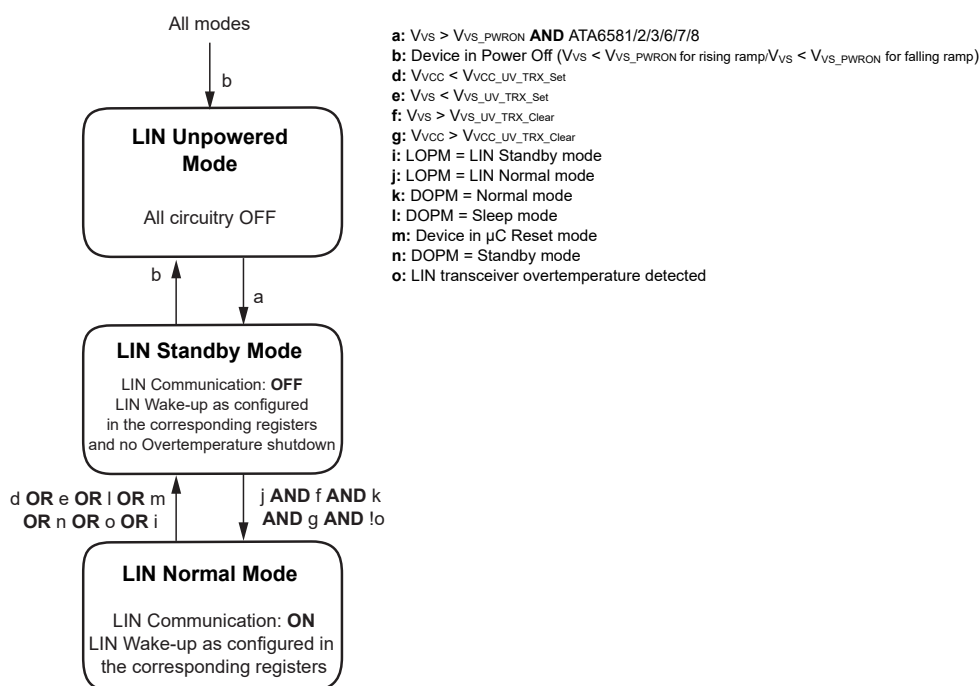 All modes
b
LIN Unpowered
Mode
All circuitry OFF
b
a
LIN Standby Mode
LIN Communication: OFF
LIN Wake-up as configured
in the corresponding registers
and no Overtemperature shutdown
d OR e OR l OR m
OR n OR o OR i
j AND f AND k
AND g AND !o
LIN Normal Mode
LIN Communication: ON
LIN Wake-up as configured in
the corresponding registers
a: VVS > VVS_PWRON AND ATA6581/2/3/6/7/8
b: Device in Power Off (VVS < VVS_PWRON for rising ramp/VVS < VVS_PWRON for falling ramp)
d: VVCC < VVCC_UV_TRX_Set
e: VVS < VVS_UV_TRX_Set
f: VVS > VVS_UV_TRX_Clear
g: VVCC > VVCC_UV_TRX_Clear
i: LOPM = LIN Standby mode
j: LOPM = LIN Normal mode
k: DOPM = Normal mode
l: DOPM = Sleep mode
m: Device in µC Reset mode
n: DOPM = Standby mode
o: LIN transceiver overtemperature detected